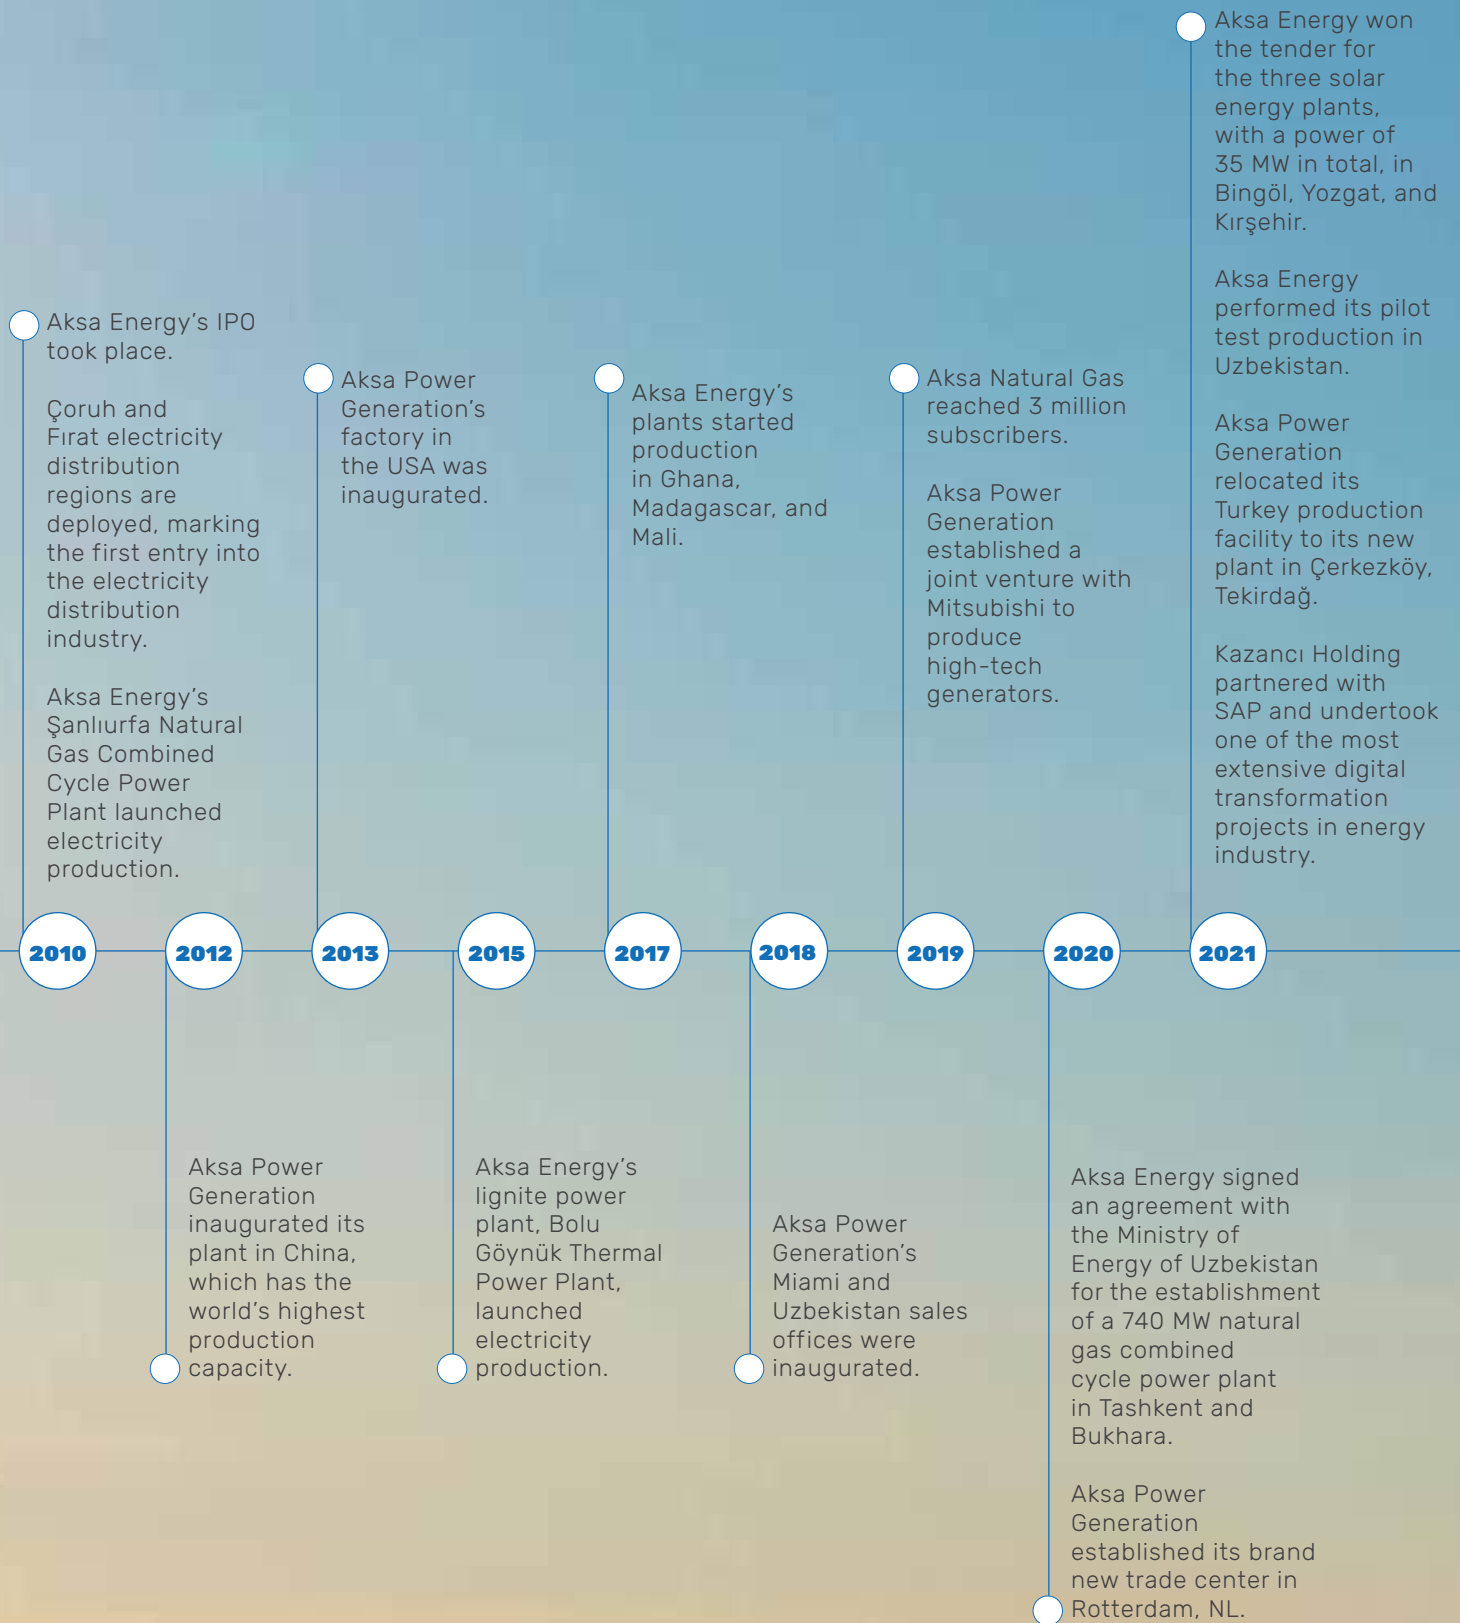 Aksa Energy’s IPO
took place.
Çoruh and
Fırat electricity
distribution
regions are
deployed, marking
the first entry into
the electricity
distribution
industry.
Aksa Energy’s
Şanlıurfa Natural
Gas Combined
Cycle Power
Plant launched
electricity
production.
Aksa Power
Generation’s
factory in
the USA was
inaugurated.
Aksa Energy’s
plants started
production
in Ghana,
Madagascar, and
Mali.
Aksa Natural Gas
reached 3 million
subscribers.
Aksa Power
Generation
established a
joint venture with
Mitsubishi to
produce
high-tech
generators.
Aksa Energy won
the tender for
the three solar
energy plants,
with a power of
35 MW in total, in
Bingöl, Yozgat, and
Kırşehir.
Aksa Energy
performed its pilot
test production in
Uzbekistan.
Aksa Power
Generation
relocated its
Turkey production
facility to its new
plant in Çerkezköy,
Tekirdağ.
Kazancı Holding
partnered with
SAP and undertook
one of the most
extensive digital
transformation
projects in energy
industry.
2010 2012 2013 2015 2017 2018 2019 2020 2021
Aksa Power
Generation
inaugurated its
plant in China,
which has the
world’s highest
production
capacity.
Aksa Energy’s
lignite power
plant, Bolu
Göynük Thermal
Power Plant,
launched
electricity
production.
Aksa Power
Generation’s
Miami and
Uzbekistan sales
offices were
inaugurated.
Aksa Energy signed
an agreement with
the Ministry of
Energy of Uzbekistan
for the establishment
of a 740 MW natural
gas combined
cycle power plant
in Tashkent and
Bukhara.
Aksa Power
Generation
established its brand
new trade center in
Rotterdam, NL.